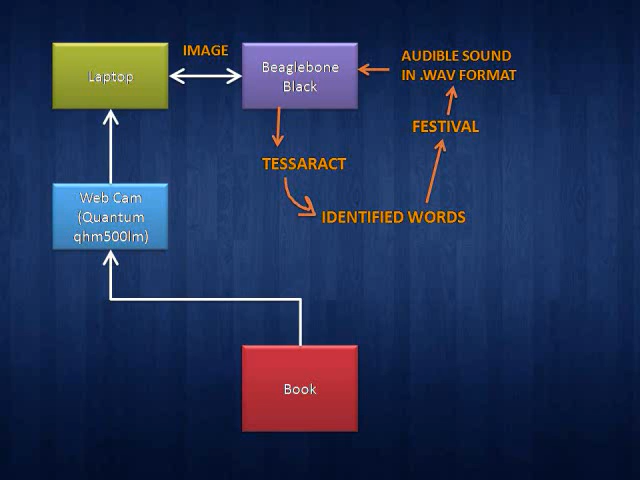 IMAGE
Laptop
Beaglebone
Black
AUDIBLE SOUND
IN .WAV FORMAT
FESTIVAL
TESSARACT
IDENTIFIED WORDS
Web Cam
(Quantum
qhm500lm)
Book